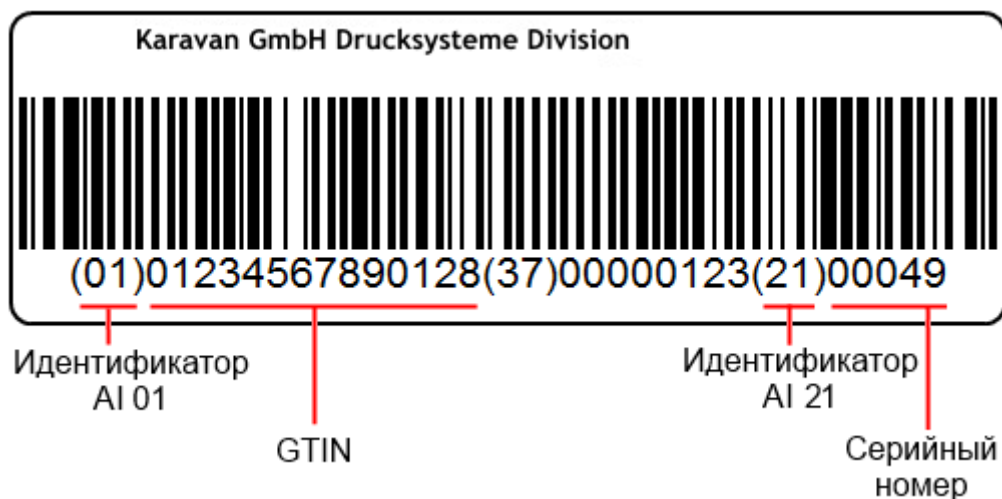 Karavan GmbH Drucksysteme Division
(01)01234567890128(37)00000123(21)00049
Идентификатор
AI 01
GTIN
Идентификатор
AI 21
Серийный
номер